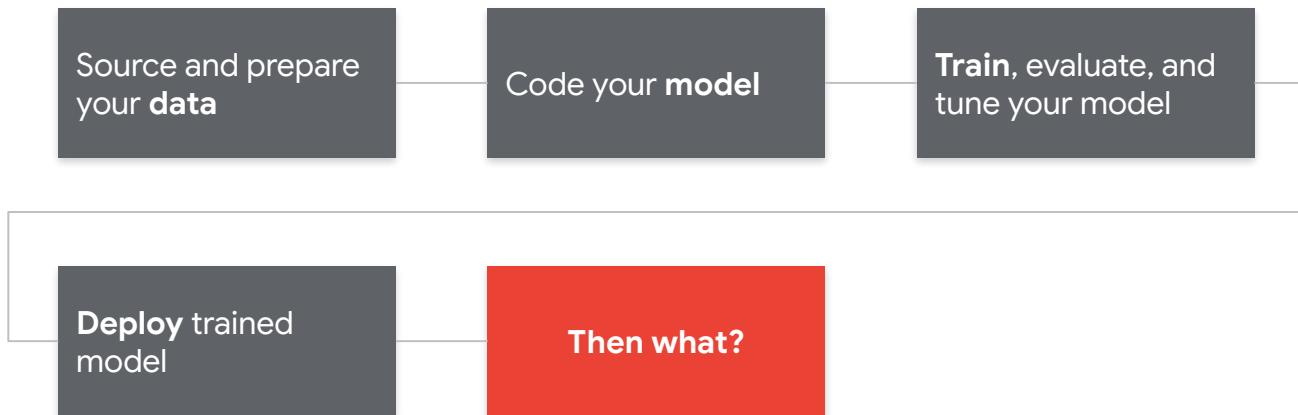 Source and prepare
your data
Code your model
Train, evaluate, and
tune your model
Deploy trained
model
Then what?